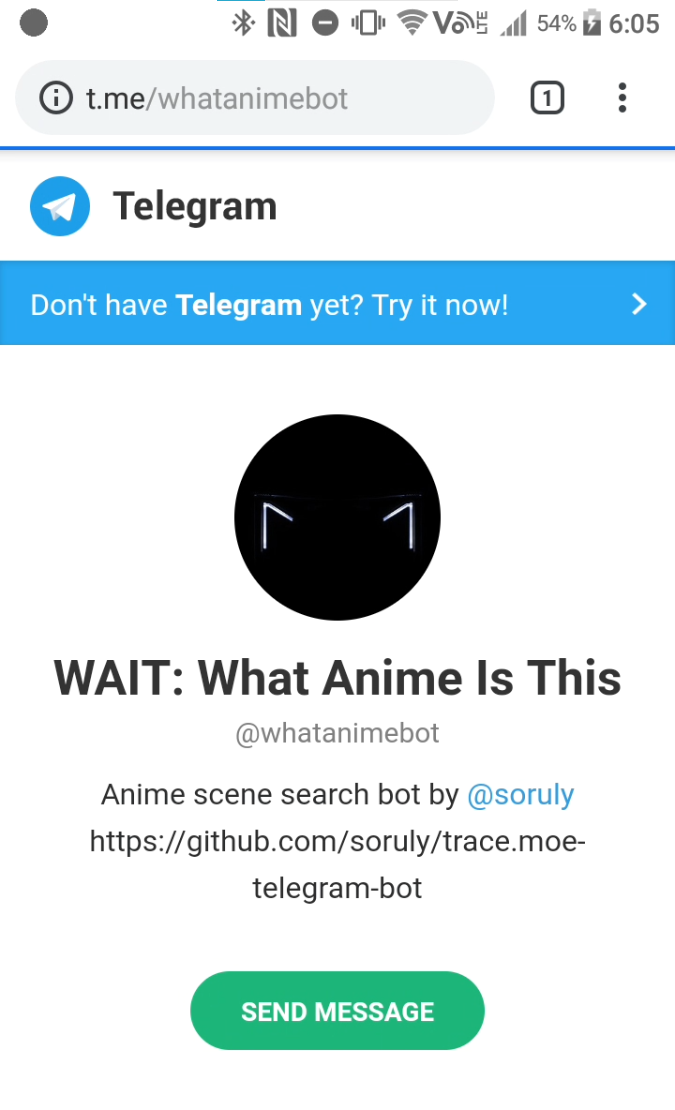 VoLTE 54% 6:05
t.me/whatanimebot 1
Telegram
Don't have Telegram yet? Try it now!
WAIT: What Anime Is This
@whatanimebot
Anime scene search bot by @soruly
https://github.com/soruly/trace.moe-
telegram-bot
SEND MESSAGE